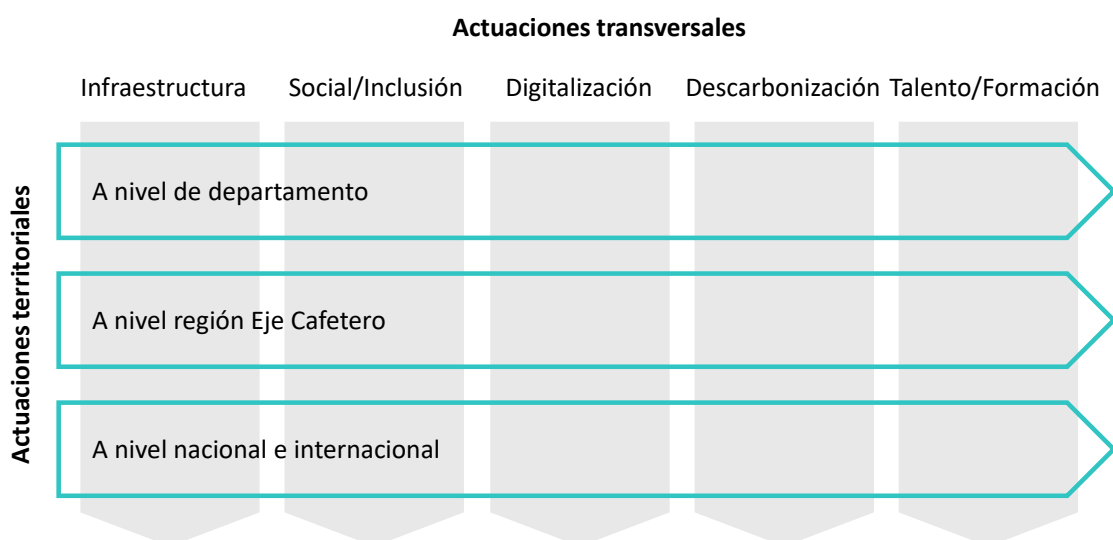 Actuaciones transversales
Infraestructura
Social/Inclusión
Digitalización
Descarbonización
Talento/Formación
Actuaciones territoriales
A nivel de departamento
A nivel región Eje Cafetero
A nivel nacional e internacional